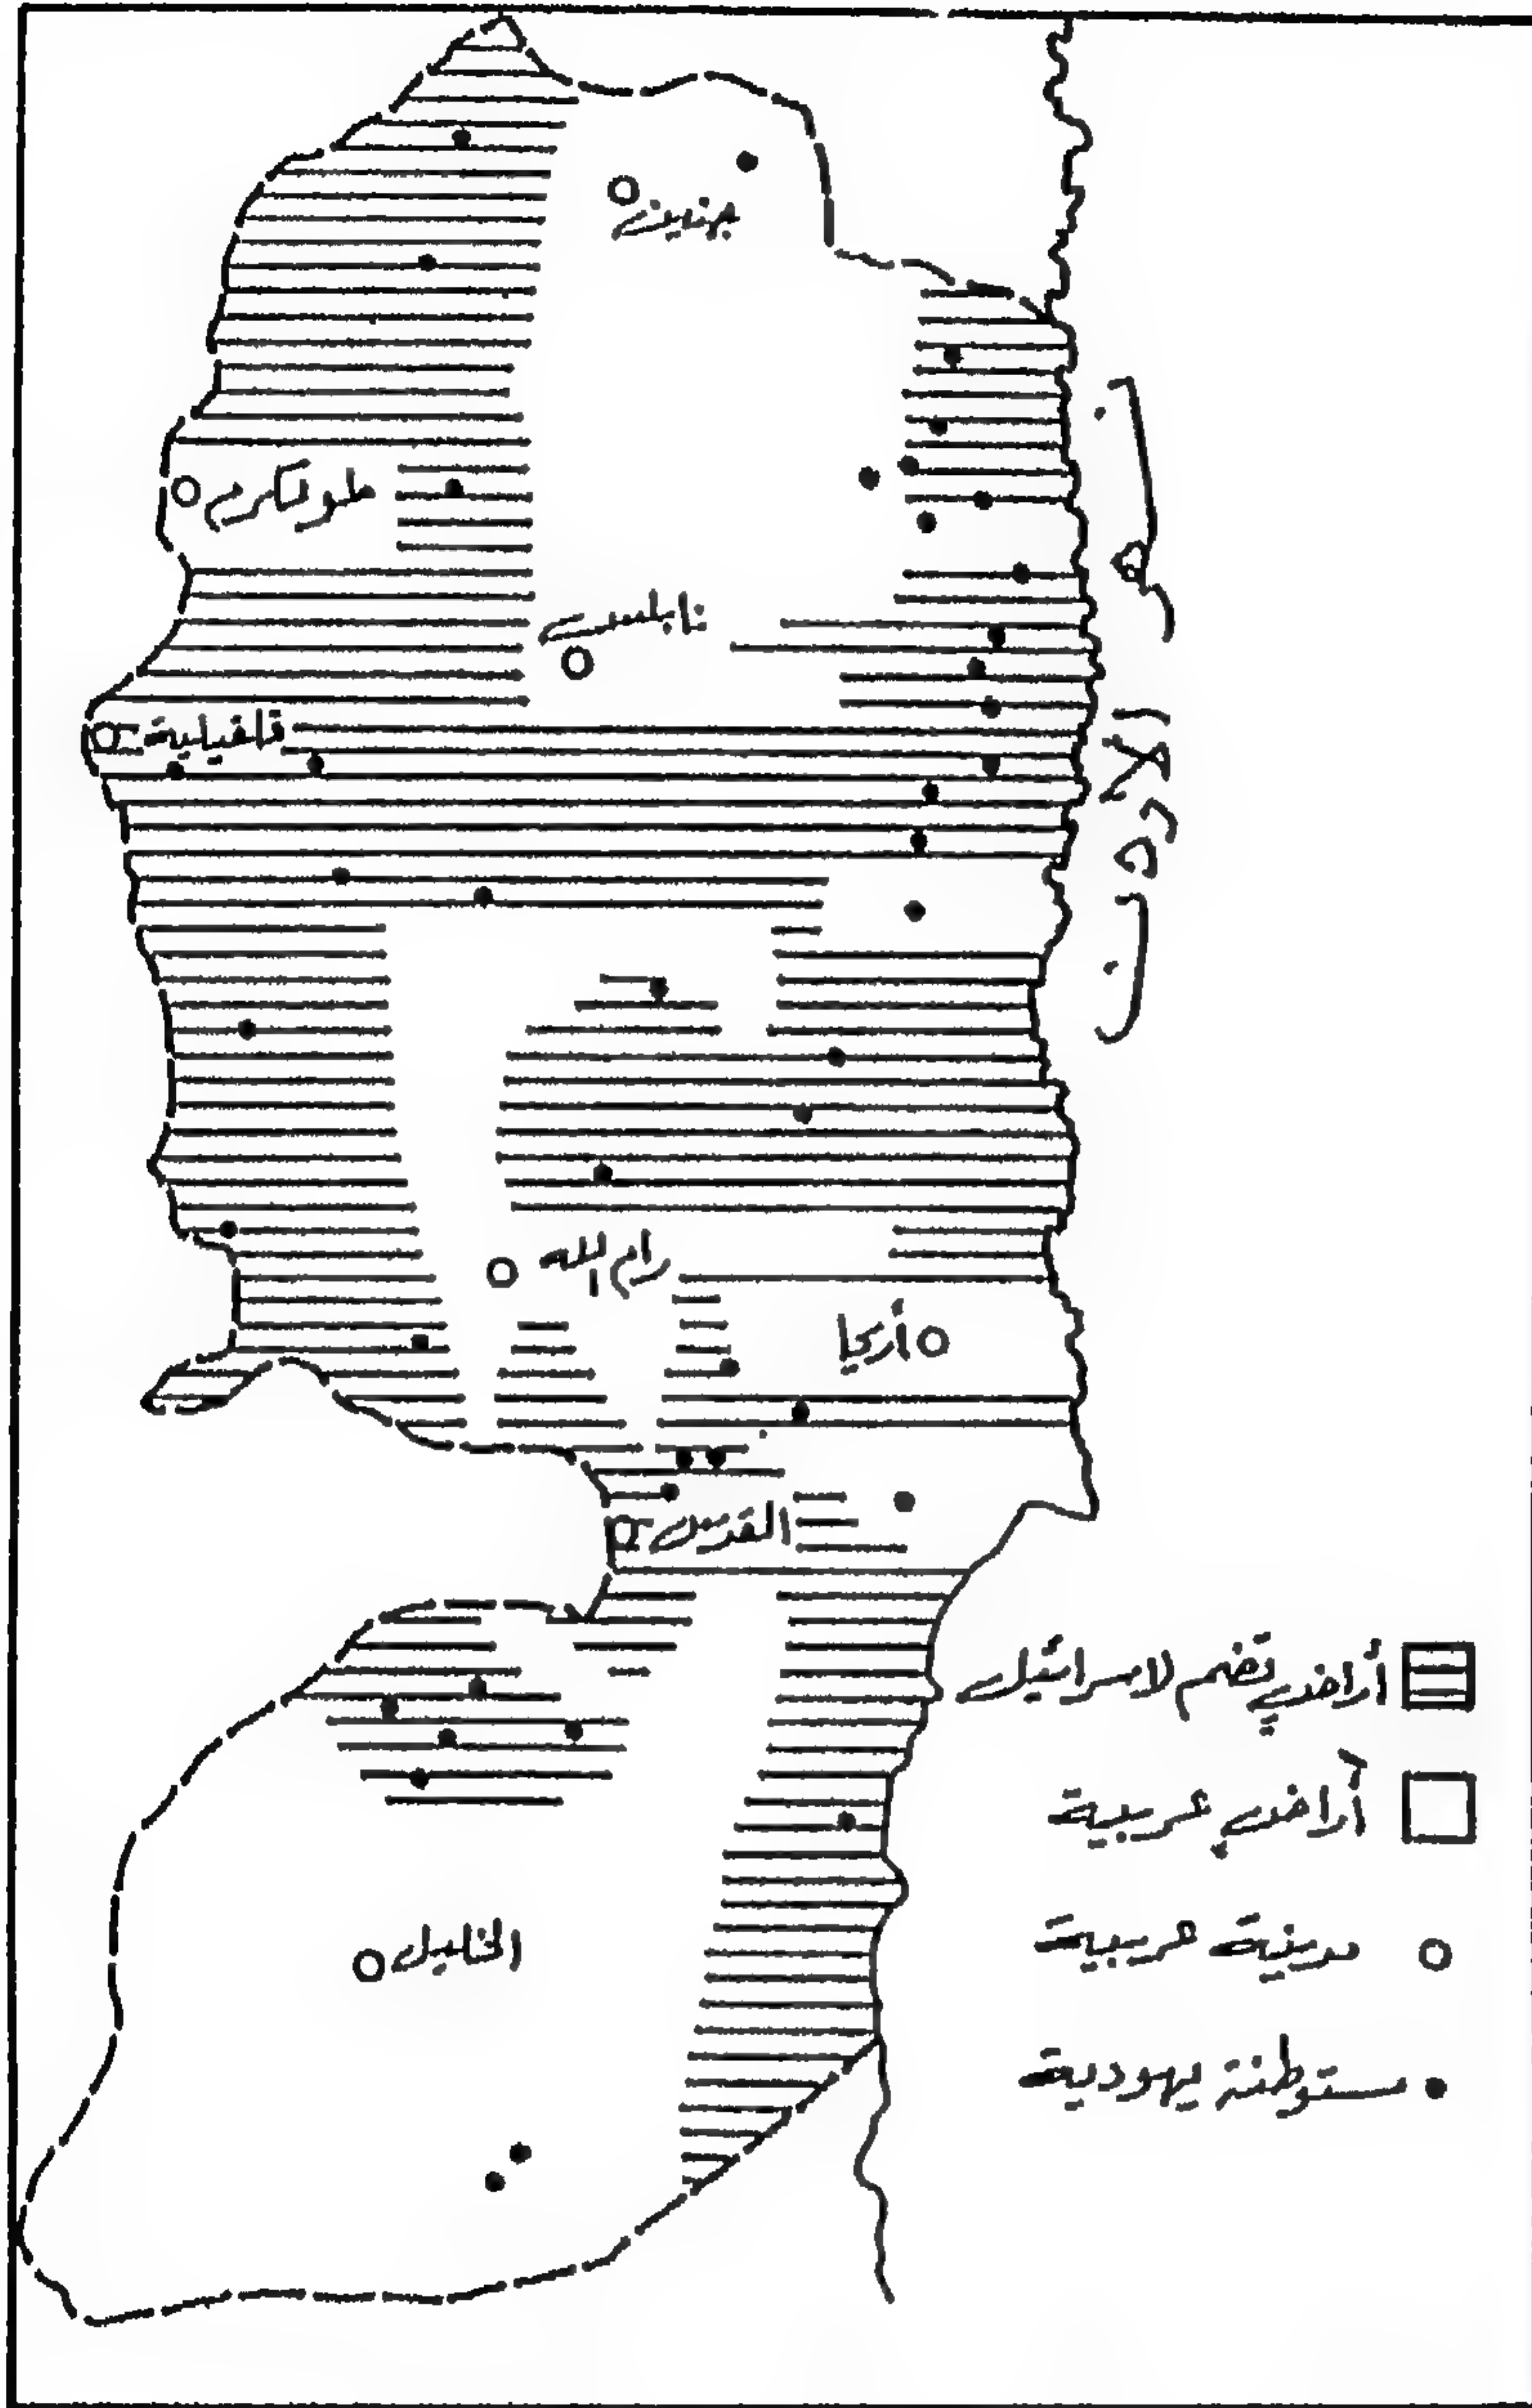 جنين
طولكرم
نابلس
قلقيلية
نهر الأردن
رام الله
أريحا
القدس
أراضي تضم لاسرائيل
أراضي عربية
مدينة عربية
الخليل
مستوطنة يهودية